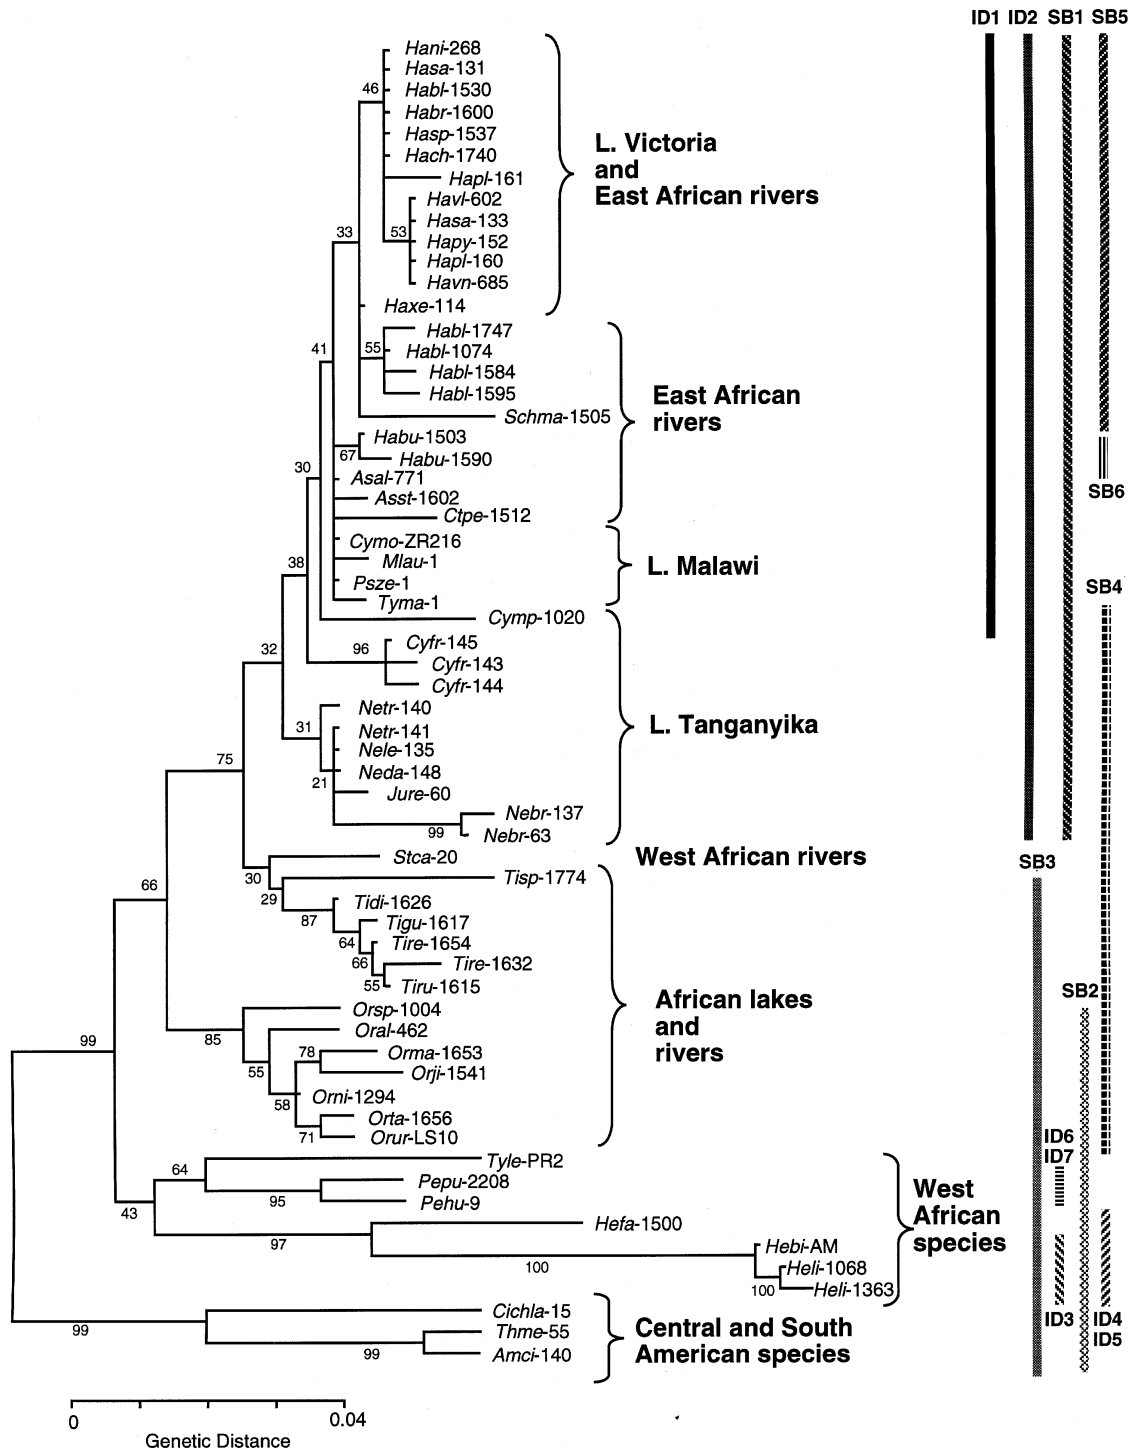 ID1 ID2 SB1 SB5
Hani-268
Hasa-131
46
Habl-1530
Habr-1600
Hasp-1537
Hach-1740
Hapl-161
L. Victoria
and
East African rivers
Havl-602
Hasa-133
33
53
Hapy-152
Hapl-160
Havn-685
Haxe-114
Habl-1747
41
55
Habl-1074
Habl-1584
Habl-1595
East African
rivers
Schma-1505
Habu-1503
67
Habu-1590
30
Asal-771
Asst-1602
SB6
Ctpe-1512
Cymo-ZR216
38
Mlau-1
L. Malawi
Psze-1
SB4
Tyma-1
Cymp-1020
32
96
Cyfr-145
Cyfr-143
Cyfr-144
Netr-140
31
Netr-141
L. Tanganyika
Nele-135
75
Neda-148
21
Jure-60
Nebr-137
99
Nebr-63
Stca-20
West African rivers
SB3
30
Tisp-1774
66
29
Tidi-1626
87
Tigu-1617
64
Tire-1654
66
Tire-1632
55
Tiru-1615
SB2
Orsp-1004
African lakes
and
rivers
Oral-462
99
85
78
Orma-1653
55
Orji-1541
Orni-1294
58
Orta-1656
71
Orur-LS10
ID6
ID7
Tyle-PR2
64
Pepu-2208
95
Pehu-9
West
African
species
43
Hefa-1500
97
Hebi-AM
100
Heli-1068
100
Heli-1363
Cichla-15
ID3
ID4
ID5
99
Thme-55
99
Amci-140
Central and South
American species
0
0.04
Genetic Distance